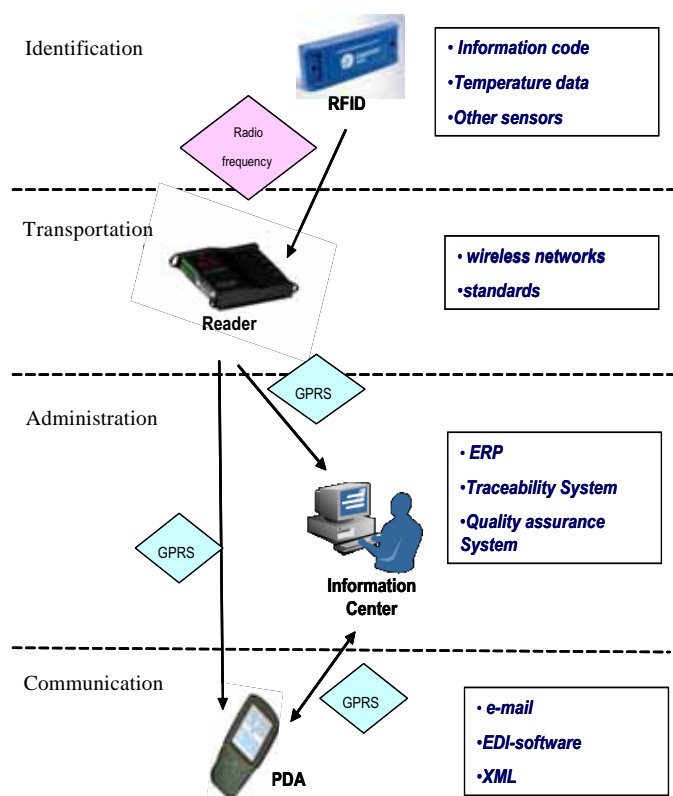 Identification
RFID
• Information code
•Temperature data
•Other sensors
Radio
frequency
Transportation
Reader
• wireless networks
•standards
GPRS
Administration
• ERP
•Traceability System
•Quality assurance
System
GPRS
Information
Center
Communication
GPRS
PDA
• e-mail
•EDI-software
•XML